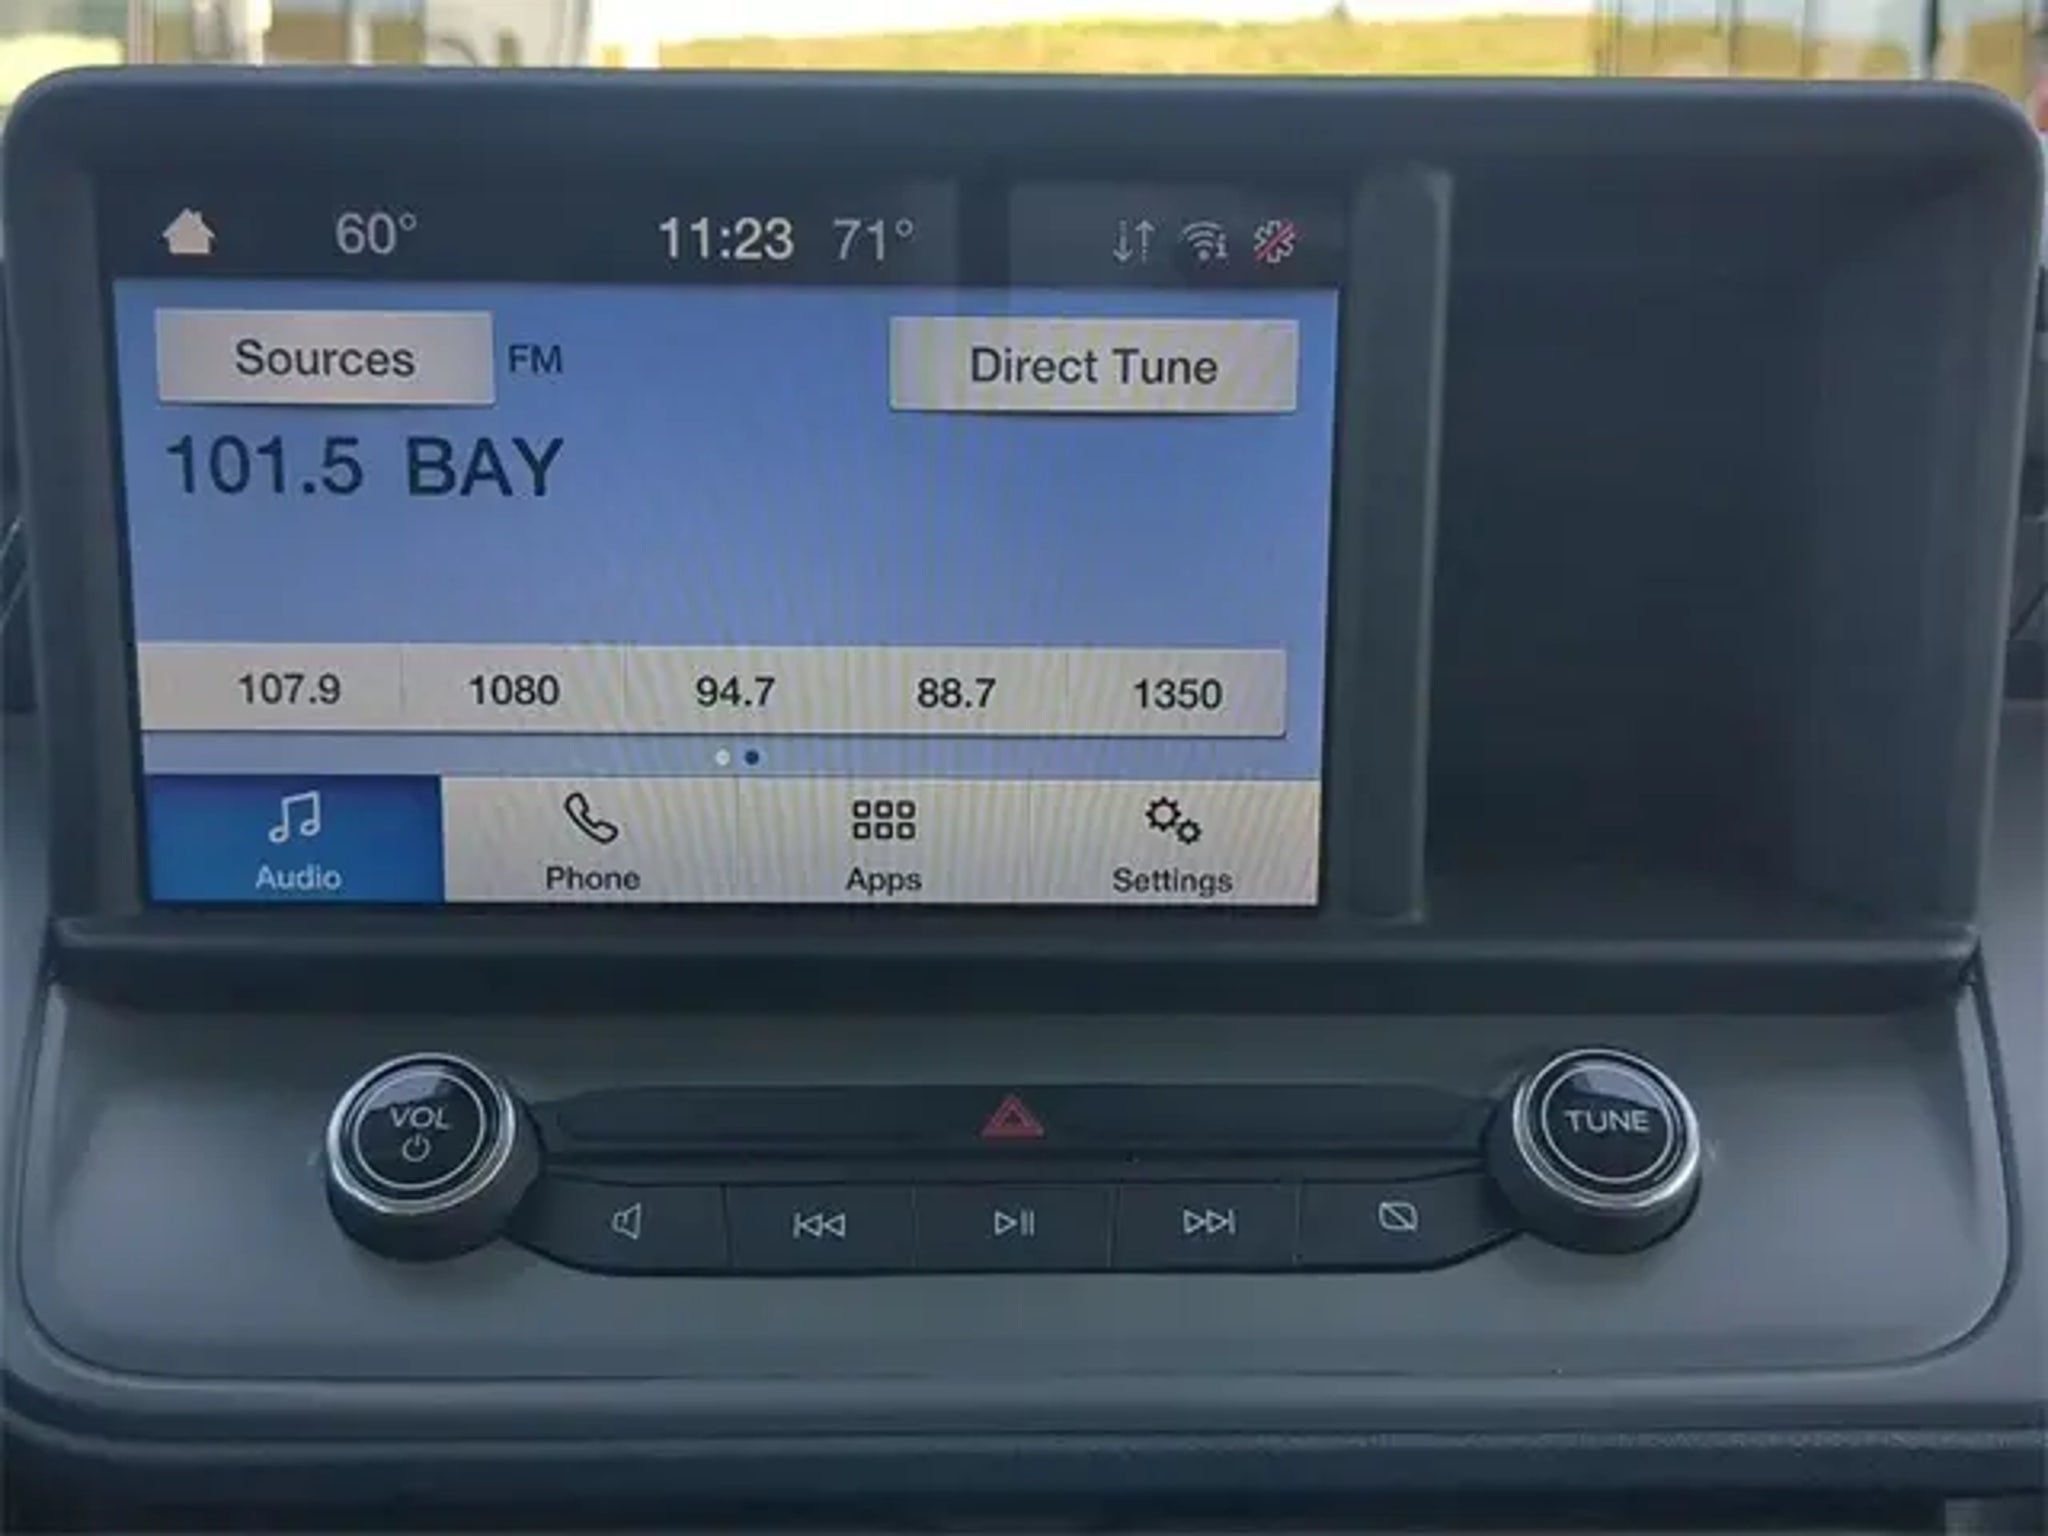 60° 11:23 71°
Sources FM Direct Tune
101.5 BAY
107.9 1080 94.7 88.7 1350
Audio Phone Apps Settings
VOL TUNE